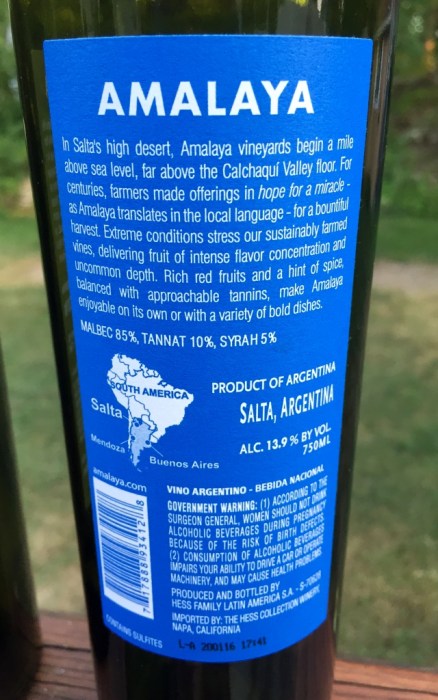 AMALAYA
In Salta's high desert, Amalaya vineyards begin a mile
above sea level, far above the Calchaquí Valley floor. For
centuries, farmers made offerings in hope for a miracle -
as Amalaya translates in the local language - for a bountiful
harvest. Extreme conditions stress our sustainably farmed
vines, delivering fruit of intense flavor concentration and
uncommon depth. Rich red fruits and a hint of spice,
balanced with approachable tannins, make Amalaya
enjoyable on its own or with a variety of bold dishes.
MALBEC 85%, TANNAT 10%, SYRAH 5%
SOUTH AMERICA
Salta
Mendoza
Buenos Aires
PRODUCT OF ARGENTINA
SALTA, ARGENTINA
ALC. 13.9 % BY VOL.
750ML
amalaya.com
VINO ARGENTINO - BEBIDA NACIONAL
GOVERNMENT WARNING: (1) ACCORDING TO THE
SURGEON GENERAL, WOMEN SHOULD NOT DRINK
ALCOHOLIC BEVERAGES DURING PREGNANCY
BECAUSE OF THE RISK OF BIRTH DEFECTS.
(2) CONSUMPTION OF ALCOHOLIC BEVERAGES
IMPAIRS YOUR ABILITY TO DRIVE A CAR OR OPERATE
MACHINERY, AND MAY CAUSE HEALTH PROBLEMS.
PRODUCED AND BOTTLED BY
HESS FAMILY LATIN AMERICA S.A. -
IMPORTED BY: THE HESS COLLECTION WINERY,
NAPA, CALIFORNIA
CONTAINS SULFITES
L-A 200116 17:41